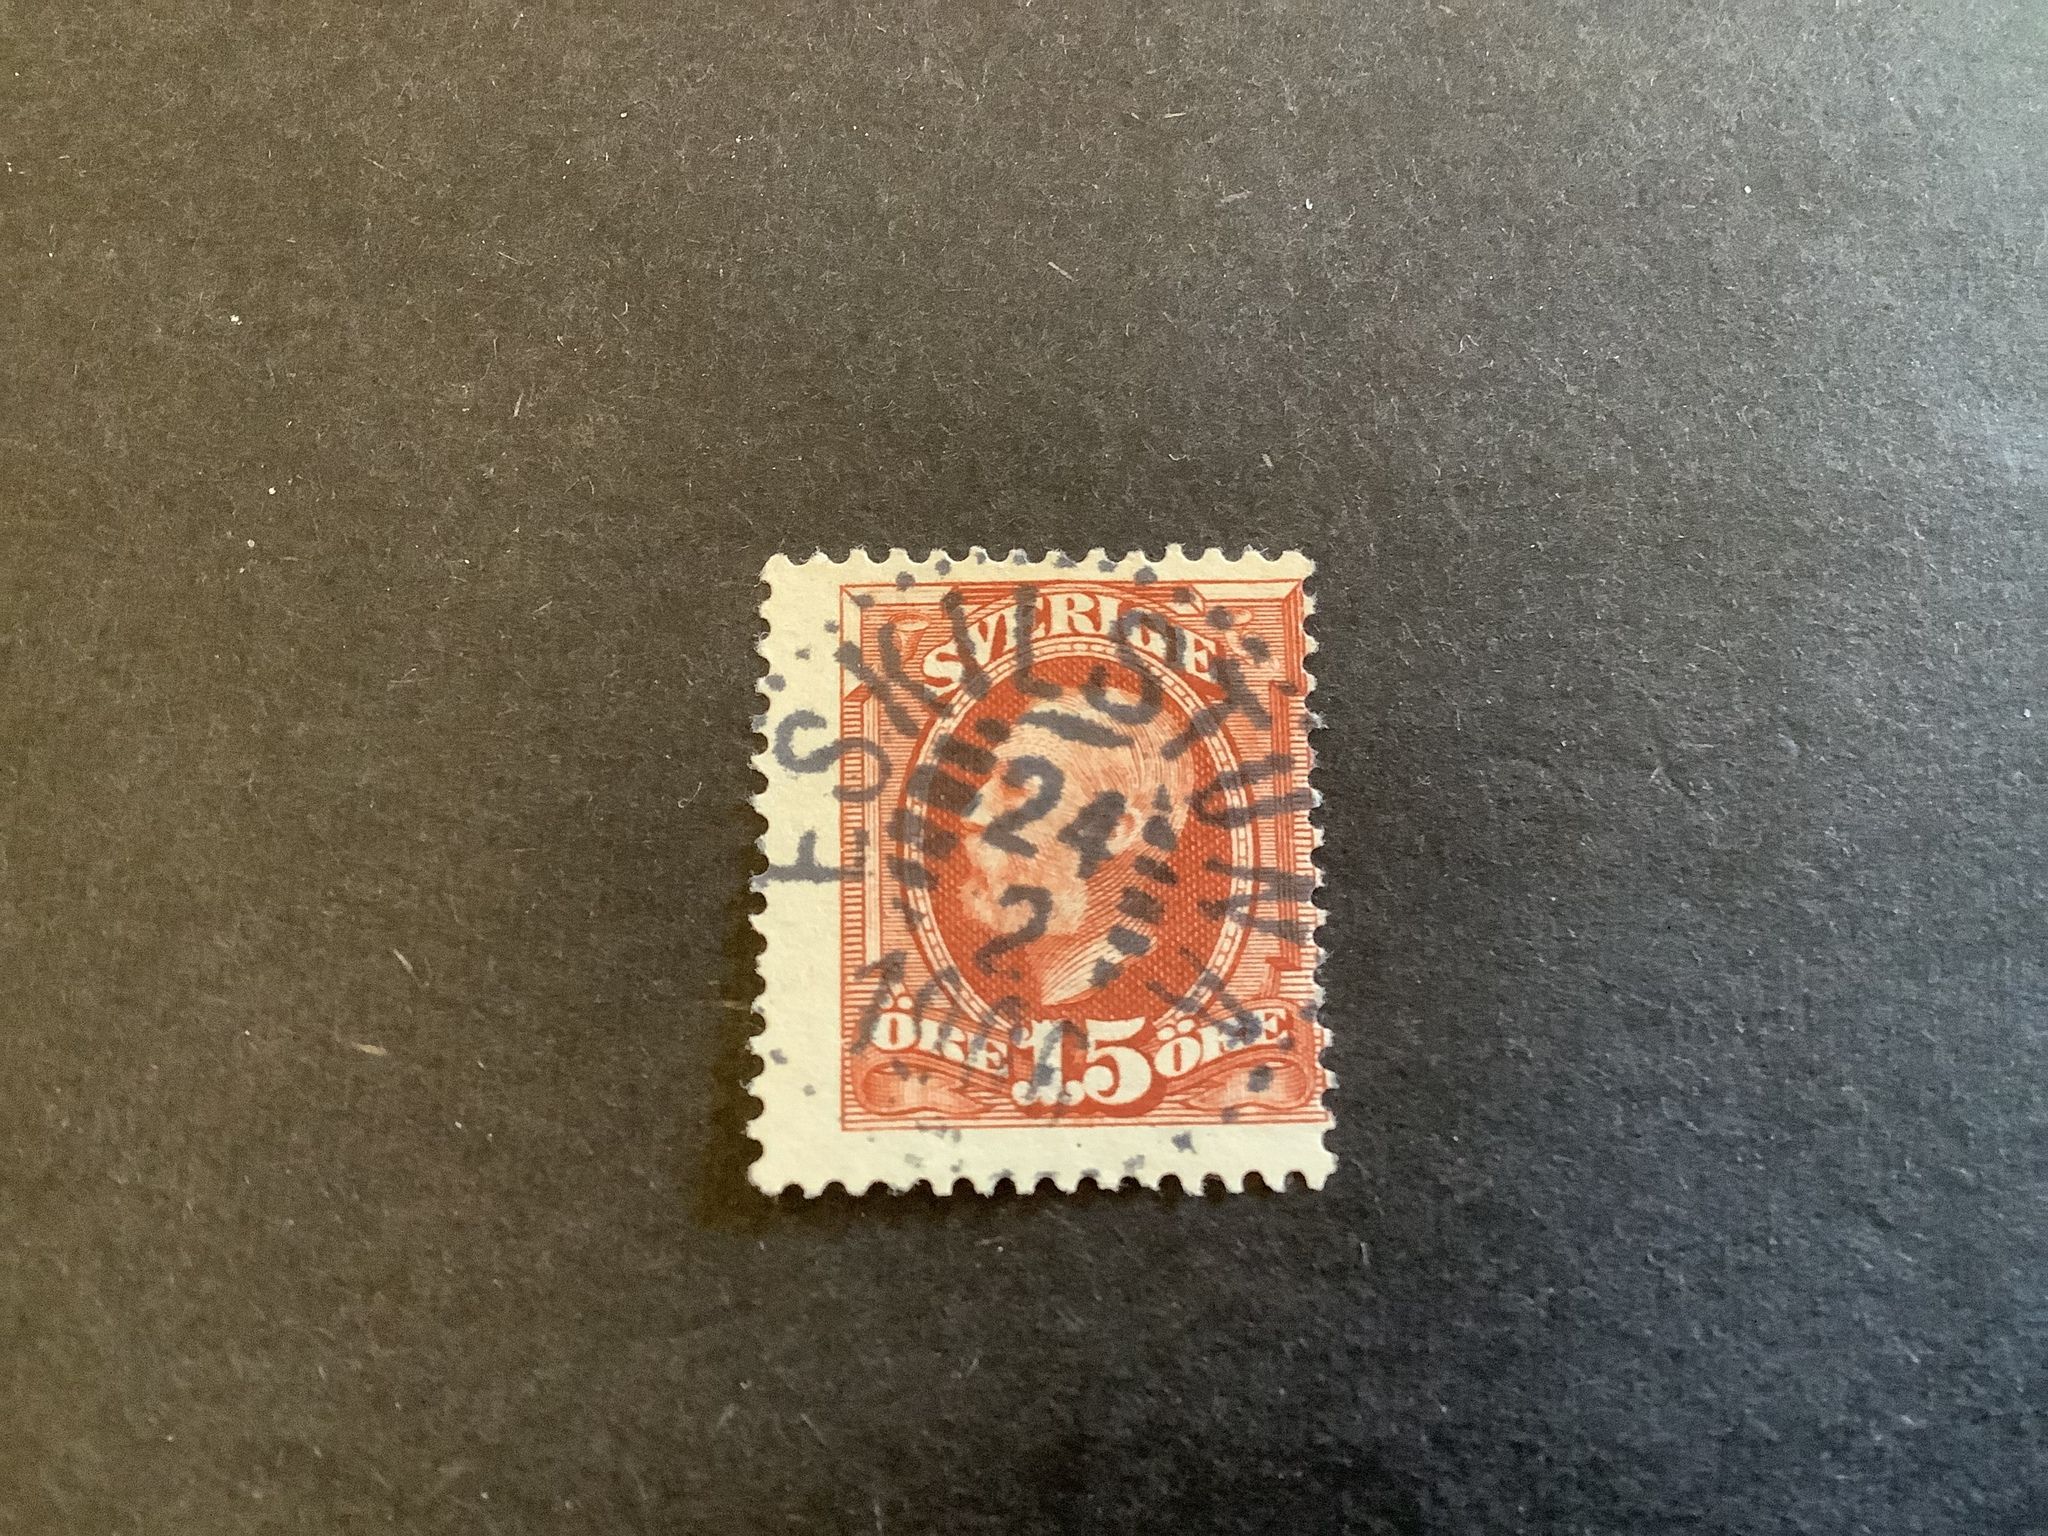 SVERIGE
ÖRE 15 ÖRE
ESKILSTUNA
24
2